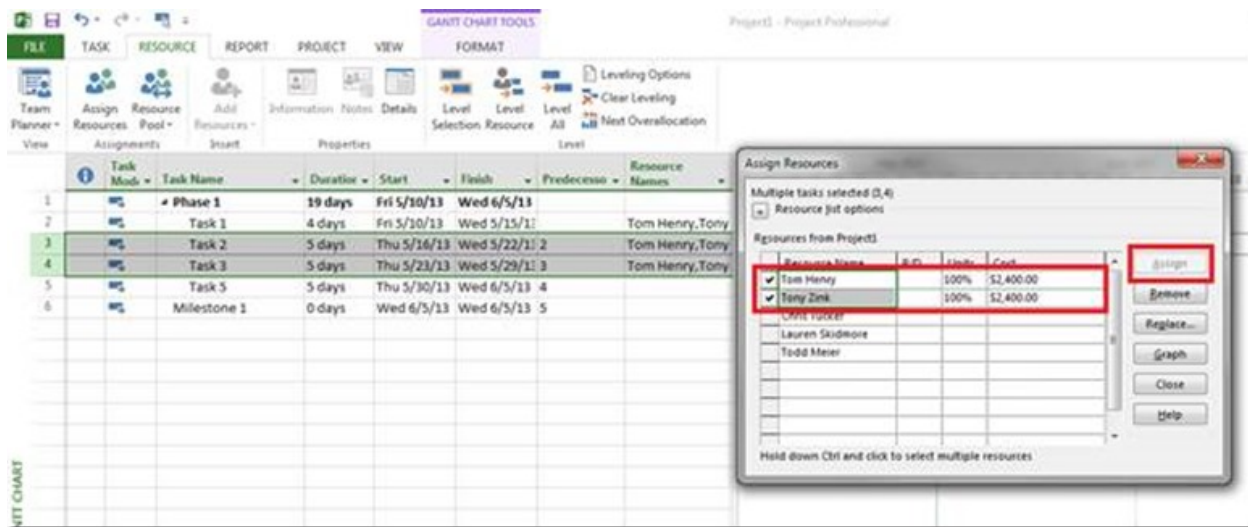 GANTT CHART TOOLS
Project1 - Project Professional
FILE TASK RESOURCE REPORT PROJECT VIEW FORMAT
Team Planner
Assign Resources
Resource Pool
Add Resources
Information
Notes
Details
Level Selection
Level Resource
Level All
Leveling Options
Clear Leveling
Next Overallocation
View Assignments Insert Properties Level
Task Mode Task Name Duration Start Finish Predecesso Resource Names
1 Phase 1 19 days Fri 5/10/13 Wed 6/5/13
2 Task 1 4 days Fri 5/10/13 Wed 5/15/1 Tom Henry,Tony
3 Task 2 5 days Thu 5/16/13 Wed 5/22/1 2 Tom Henry,Tony
4 Task 3 5 days Thu 5/23/13 Wed 5/29/1 3 Tom Henry,Tony
5 Task 5 5 days Thu 5/30/13 Wed 6/5/13 4
6 Milestone 1 0 days Wed 6/5/13 Wed 6/5/13 5
GANTT CHART
Assign Resources
Multiple tasks selected (3,4)
Resource list options
Resources from Project1
Resource Name R/D Units Cost
Tom Henry 100% $2,400.00
Tony Zink 100% $2,400.00
Chris Tucker
Lauren Skidmore
Todd Meier
Assign
Remove
Replace...
Graph
Close
Help
Hold down Ctrl and click to select multiple resources